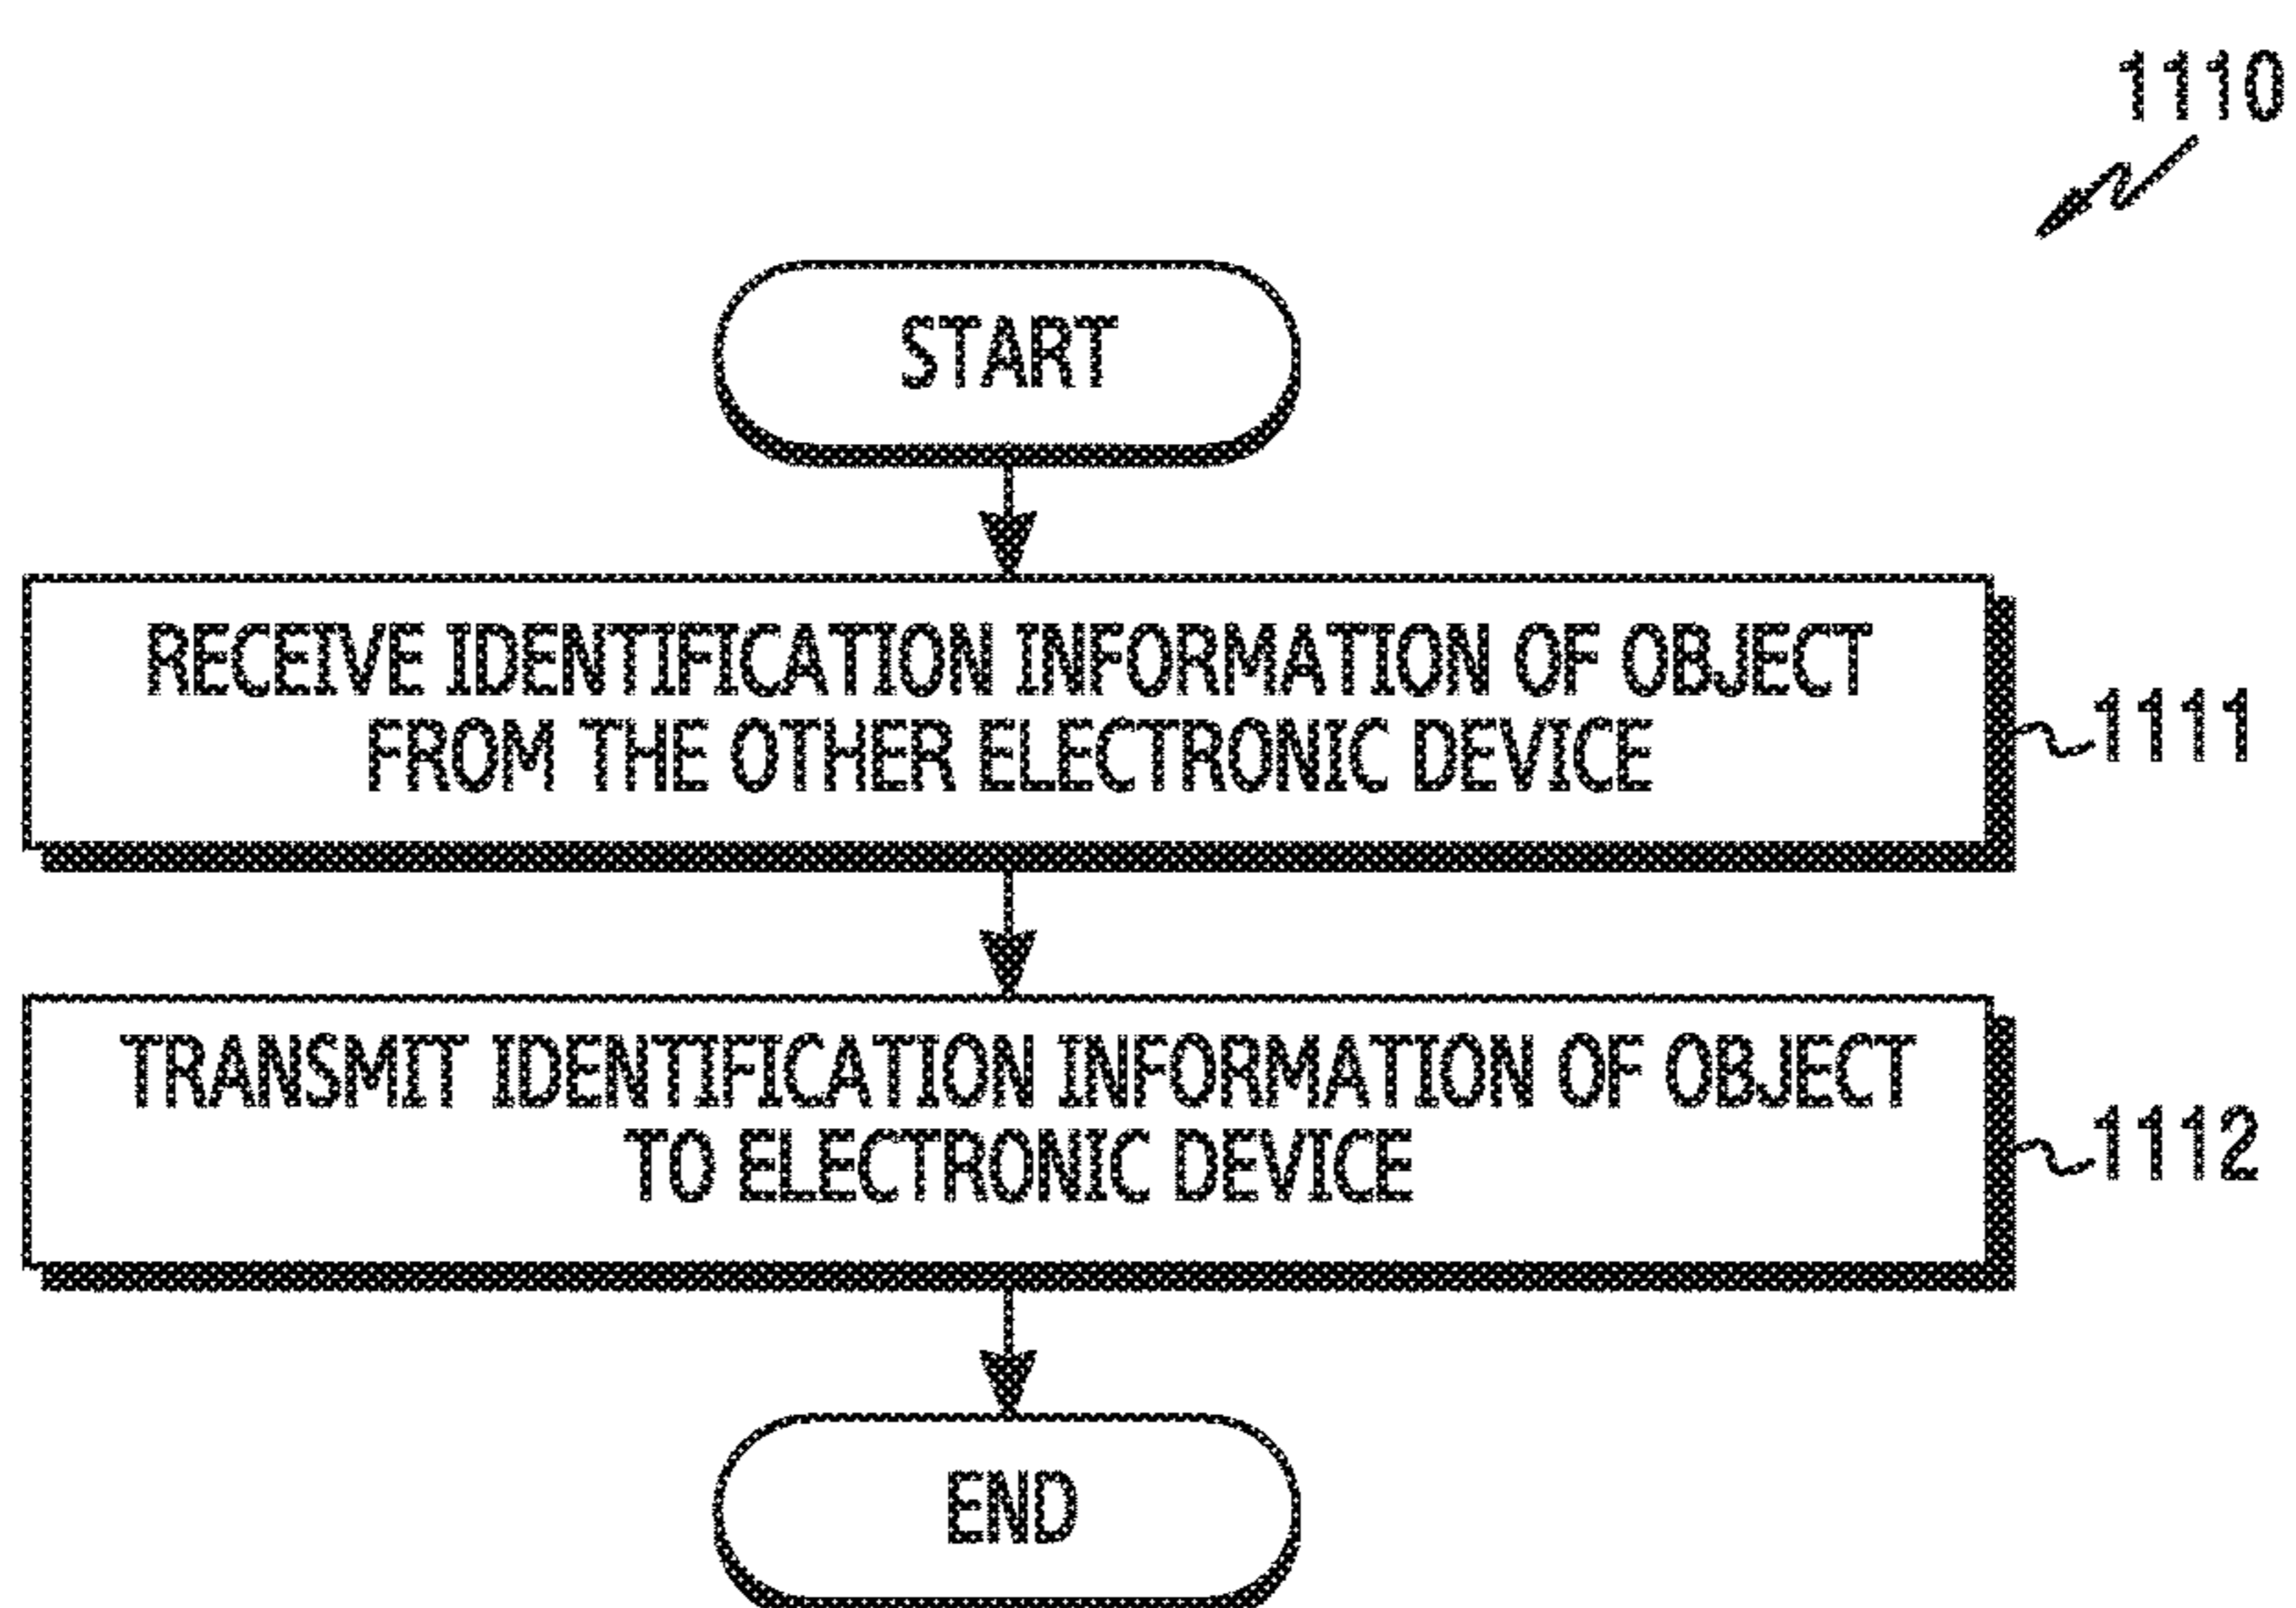 1110
START
RECEIVE IDENTIFICATION INFORMATION OF OBJECT
FROM THE OTHER ELECTRONIC DEVICE
1111
TRANSMIT IDENTIFICATION INFORMATION OF OBJECT
TO ELECTRONIC DEVICE
1112
END